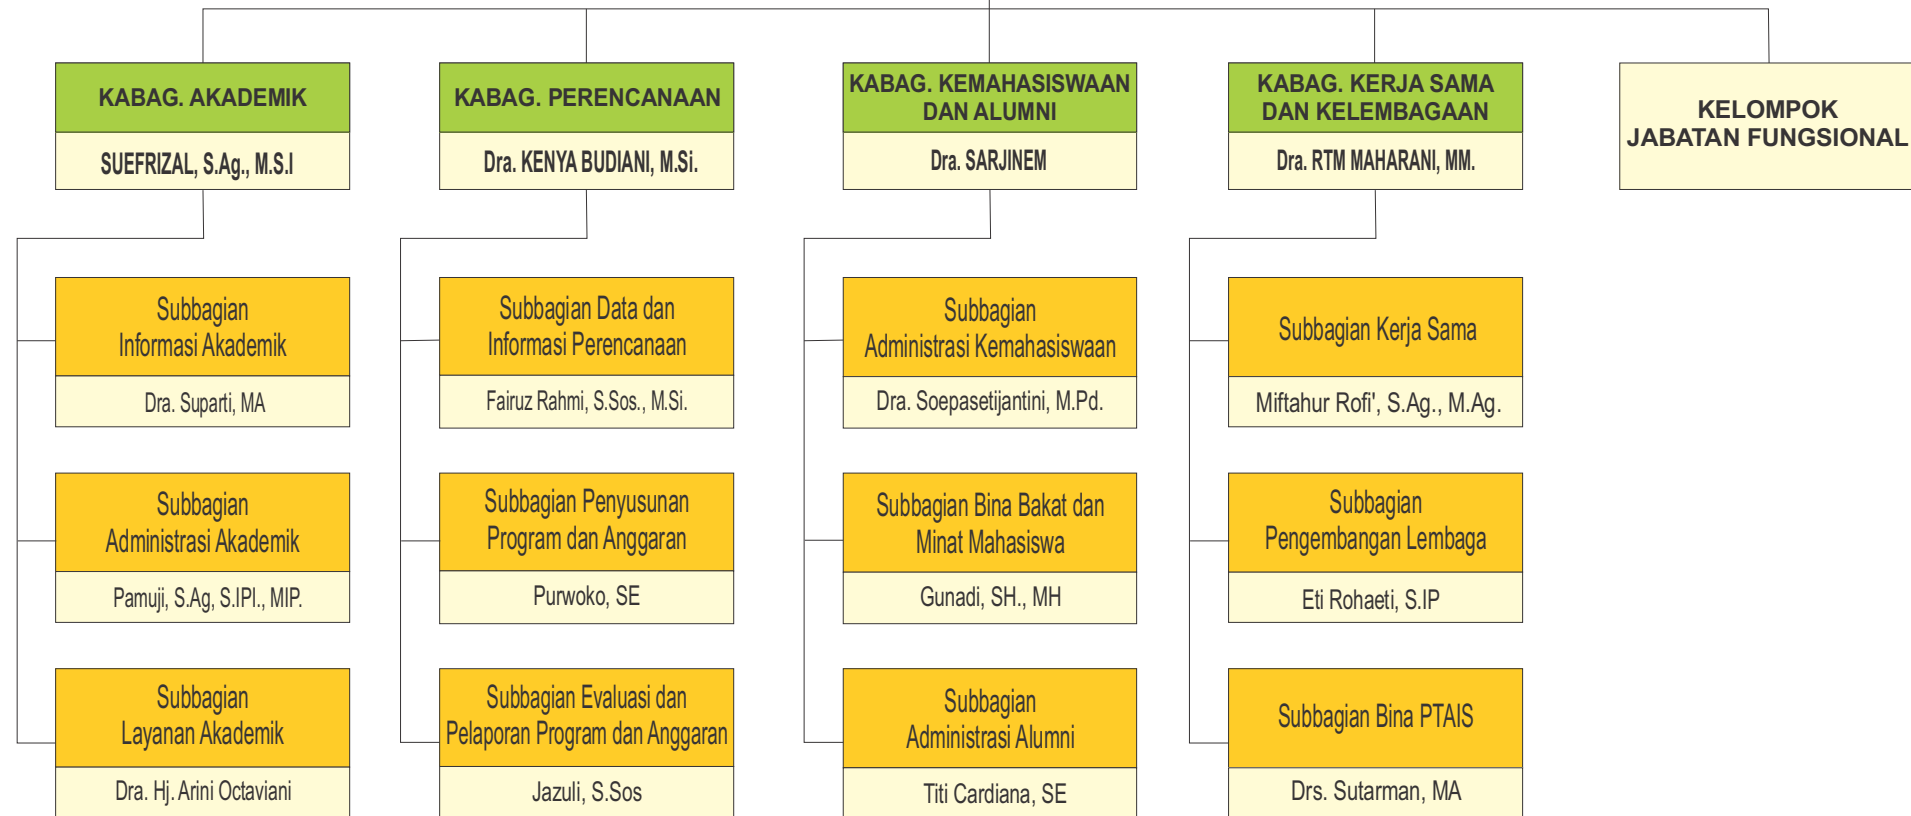 KABAG. AKADEMIK
SUEFRIZAL, S.Ag., M.S.I
KABAG. PERENCANAAN
Dra. KENYA BUDIANI, M.Si.
KABAG. KEMAHASISWAAN
DAN ALUMNI
Dra. SARJINEM
KABAG. KERJA SAMA
DAN KELEMBAGAAN
Dra. RTM MAHARANI, MM.
KELOMPOK
JABATAN FUNGSIONAL
Subbagian
Informasi Akademik
Dra. Suparti, MA
Subbagian Data dan
Informasi Perencanaan
Fairuz Rahmi, S.Sos., M.Si.
Subbagian
Administrasi Kemahasiswaan
Dra. Soepasetijantini, M.Pd.
Subbagian Kerja Sama
Miftahur Rofi', S.Ag., M.Ag.
Subbagian
Administrasi Akademik
Pamuji, S.Ag, S.IPI., MIP.
Subbagian Penyusunan
Program dan Anggaran
Purwoko, SE
Subbagian Bina Bakat dan
Minat Mahasiswa
Gunadi, SH., MH
Subbagian
Pengembangan Lembaga
Eti Rohaeti, S.IP
Subbagian
Layanan Akademik
Dra. Hj. Arini Octaviani
Subbagian Evaluasi dan
Pelaporan Program dan Anggaran
Jazuli, S.Sos
Subbagian
Administrasi Alumni
Titi Cardiana, SE
Subbagian Bina PTAIS
Drs. Sutarman, MA